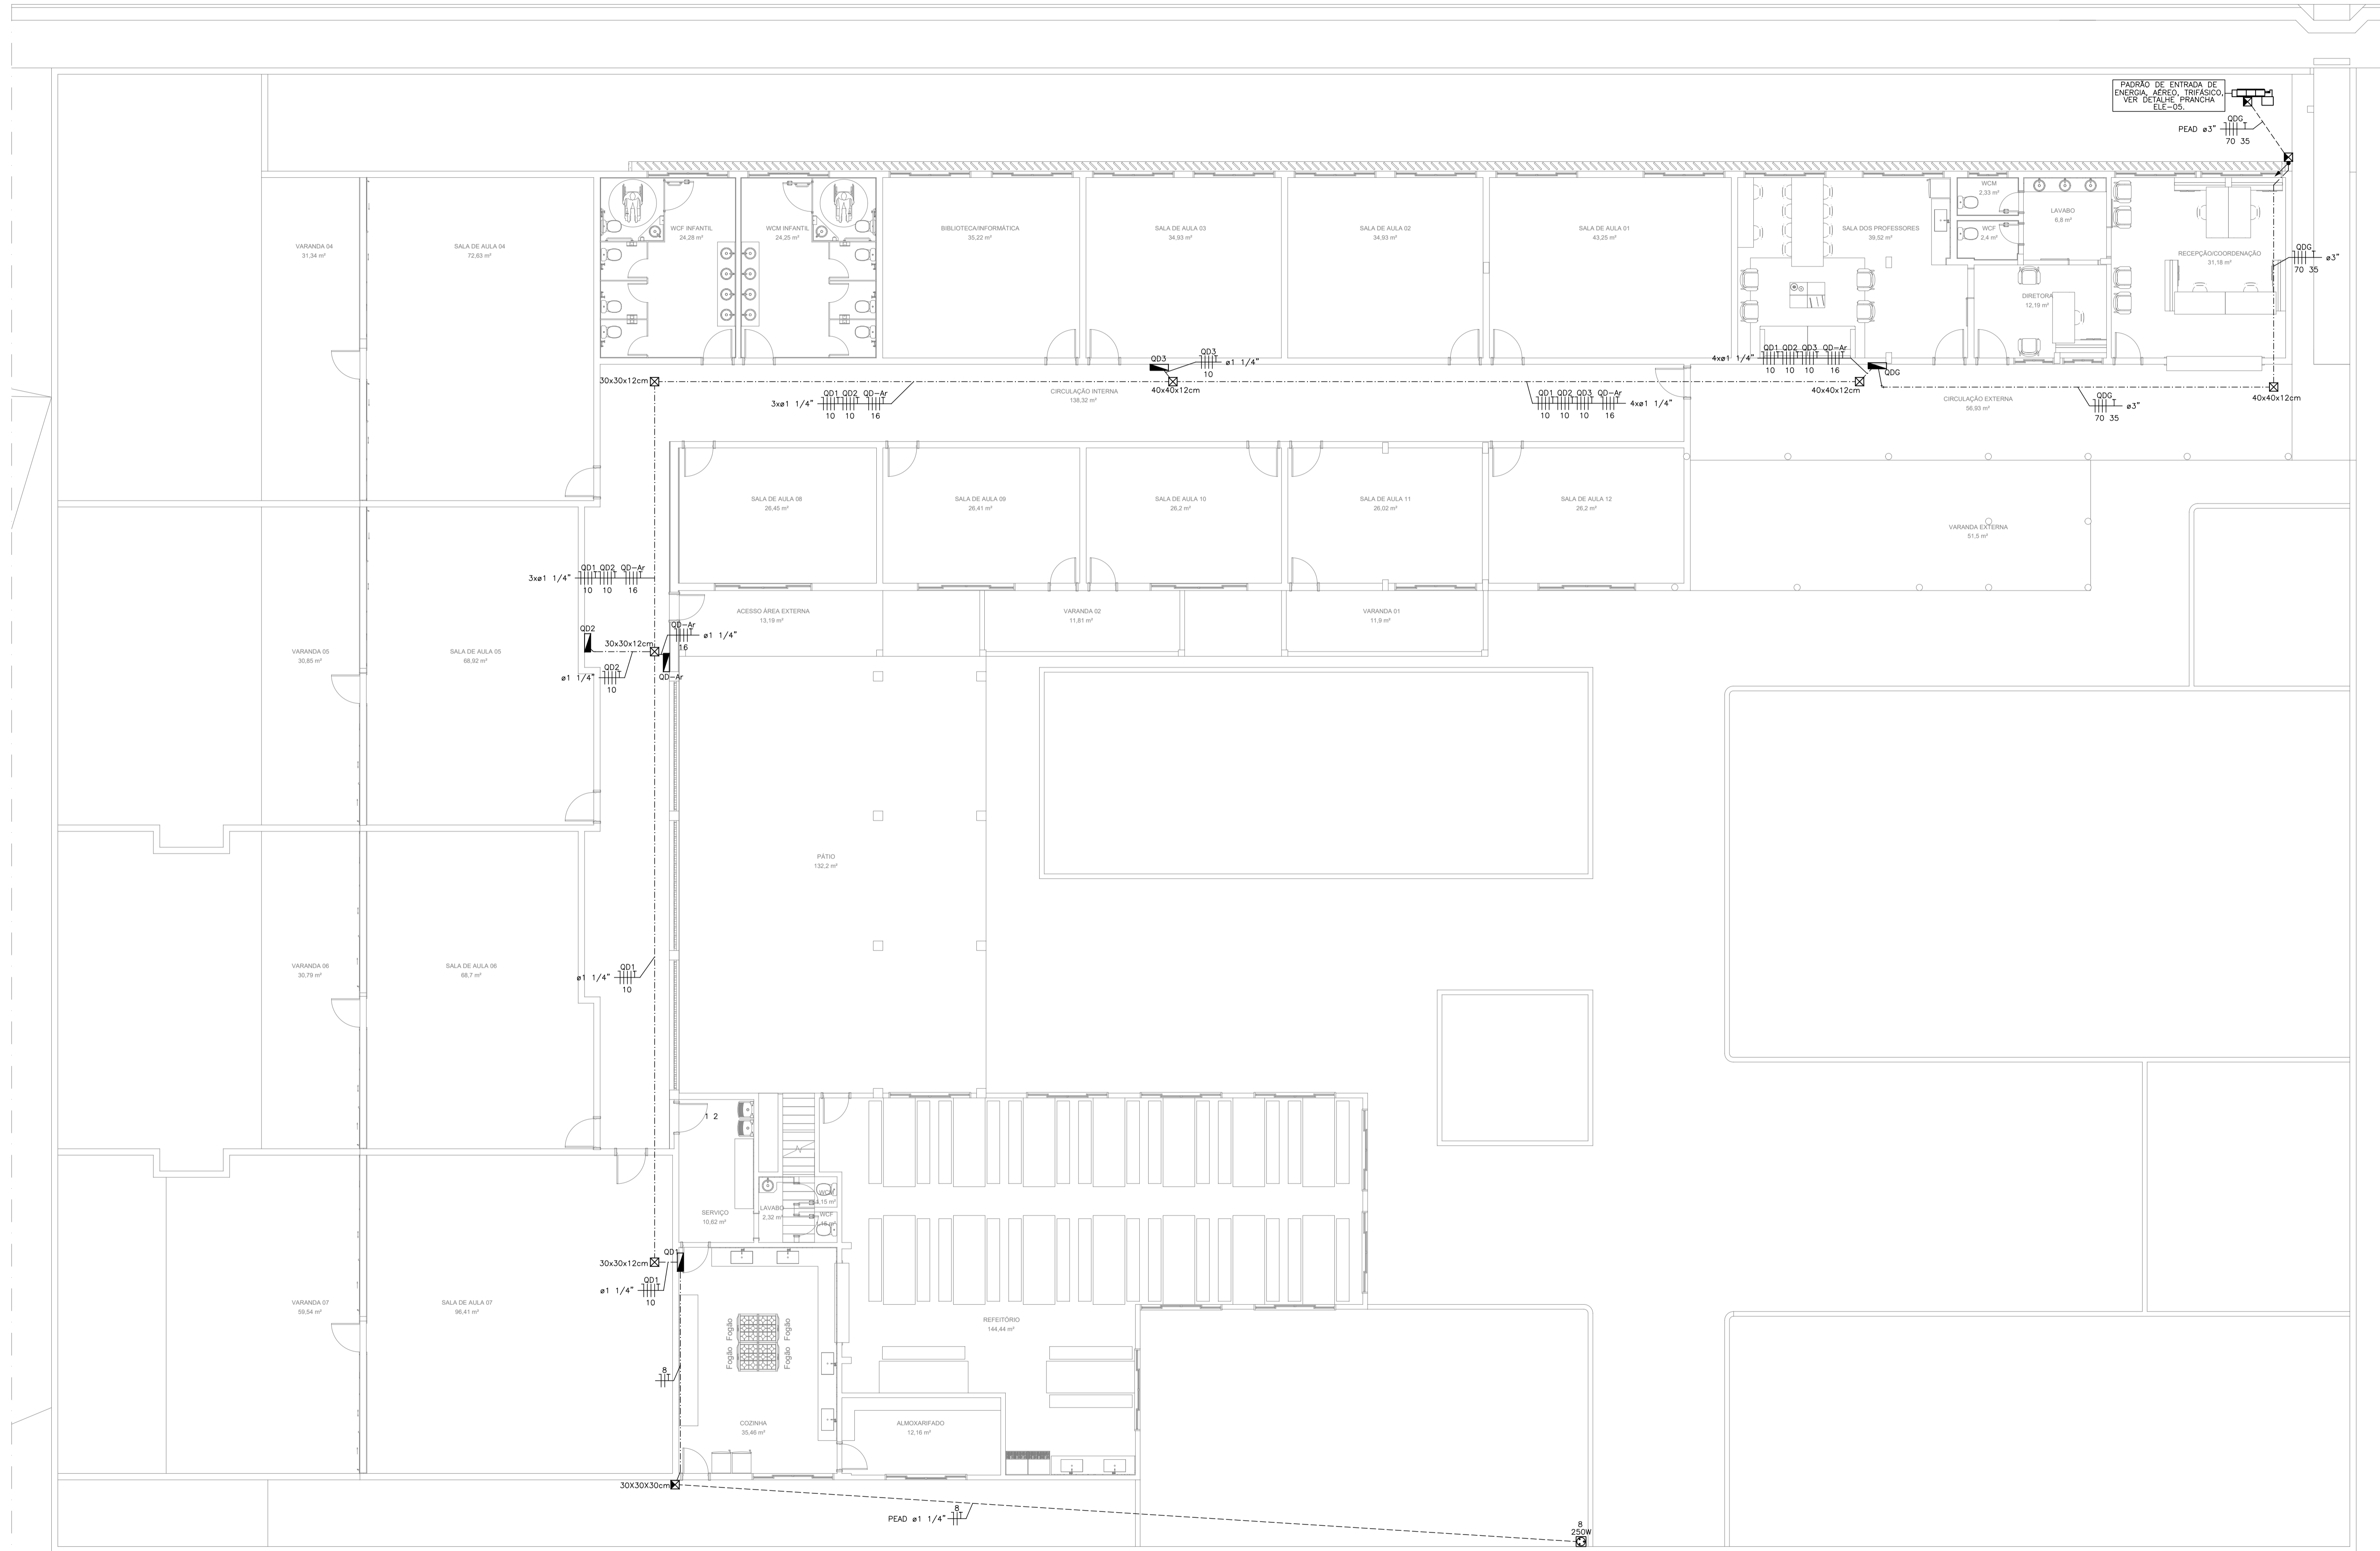 PADRÃO DE ENTRADA DE
ENERGIA, AÉREO, TRIFÁSICO,
VER DETALHE PRANCHA
ELE-05.
QDG
PEAD ø3"
70 35
WCF INFANTIL
24,28 m²
WCM INFANTIL
24,25 m²
BIBLIOTECA/INFORMÁTICA
35,22 m²
SALA DE AULA 03
34,93 m²
SALA DE AULA 02
34,93 m²
SALA DE AULA 01
43,25 m²
SALA DOS PROFESSORES
39,52 m²
WCM
2,33 m²
WCF
2,4 m²
LAVABO
6,8 m²
RECEPÇÃO/COORDENAÇÃO
31,18 m²
DIRETORA
12,19 m²
VARANDA 04
31,34 m²
SALA DE AULA 04
72,63 m²
QDG
ø3"
70 35
QD3
QD3
ø1 1/4"
10
4xø1 1/4"
QD1 QD2 QD3 QD-Ar
10 10 10 16
QDG
30x30x12cm
40x40x12cm
40x40x12cm
40x40x12cm
CIRCULAÇÃO INTERNA
138,32 m²
CIRCULAÇÃO EXTERNA
56,93 m²
3xø1 1/4"
QD1 QD2 QD-Ar
10 10 16
QD1 QD2 QD3 QD-Ar
4xø1 1/4"
10 10 10 16
QDG
ø3"
70 35
SALA DE AULA 08
26,45 m²
SALA DE AULA 09
26,41 m²
SALA DE AULA 10
26,2 m²
SALA DE AULA 11
26,02 m²
SALA DE AULA 12
26,2 m²
VARANDA EXTERNA
51,5 m²
3xø1 1/4"
QD1 QD2 QD-Ar
10 10 16
ACESSO ÁREA EXTERNA
13,19 m²
VARANDA 02
11,81 m²
VARANDA 01
11,9 m²
QD2
30x30x12cm
QD-Ar
ø1 1/4"
16
QD-Ar
QD2
ø1 1/4"
10
VARANDA 05
30,85 m²
SALA DE AULA 05
68,92 m²
PÁTIO
132,2 m²
VARANDA 06
30,79 m²
SALA DE AULA 06
68,7 m²
QD1
ø1 1/4"
10
1 2
SERVIÇO
10,62 m²
LAVABO
2,32 m²
WCF
QD1
30x30x12cm
QD1
ø1 1/4"
10
VARANDA 07
59,54 m²
SALA DE AULA 07
96,41 m²
Fogão
Fogão
Fogão
Fogão
REFEITÓRIO
144,44 m²
8
COZINHA
35,46 m²
ALMOXARIFADO
12,16 m²
30X30X30cm
PEAD ø1 1/4"
8
8
250W